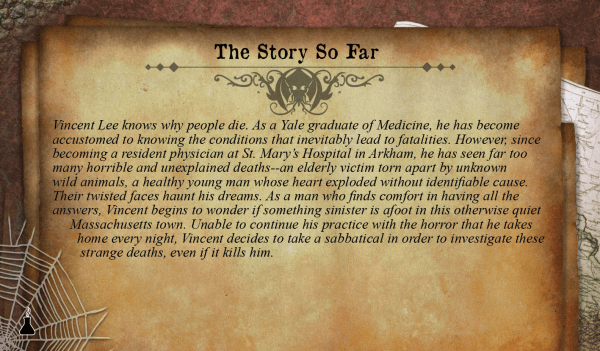 The Story So Far
Vincent Lee knows why people die. As a Yale graduate of Medicine, he has become
accustomed to knowing the conditions that inevitably lead to fatalities. However, since
becoming a resident physician at St. Mary's Hospital in Arkham, he has seen far too
many horrible and unexplained deaths--an elderly victim torn apart by unknown
wild animals, a healthy young man whose heart exploded without identifiable cause.
Their twisted faces haunt his dreams. As a man who finds comfort in having all the
answers, Vincent begins to wonder if something sinister is afoot in this otherwise quiet
Massachusetts town. Unable to continue his practice with the horror that he takes
home every night, Vincent decides to take a sabbatical in order to investigate these
strange deaths, even if it kills him.